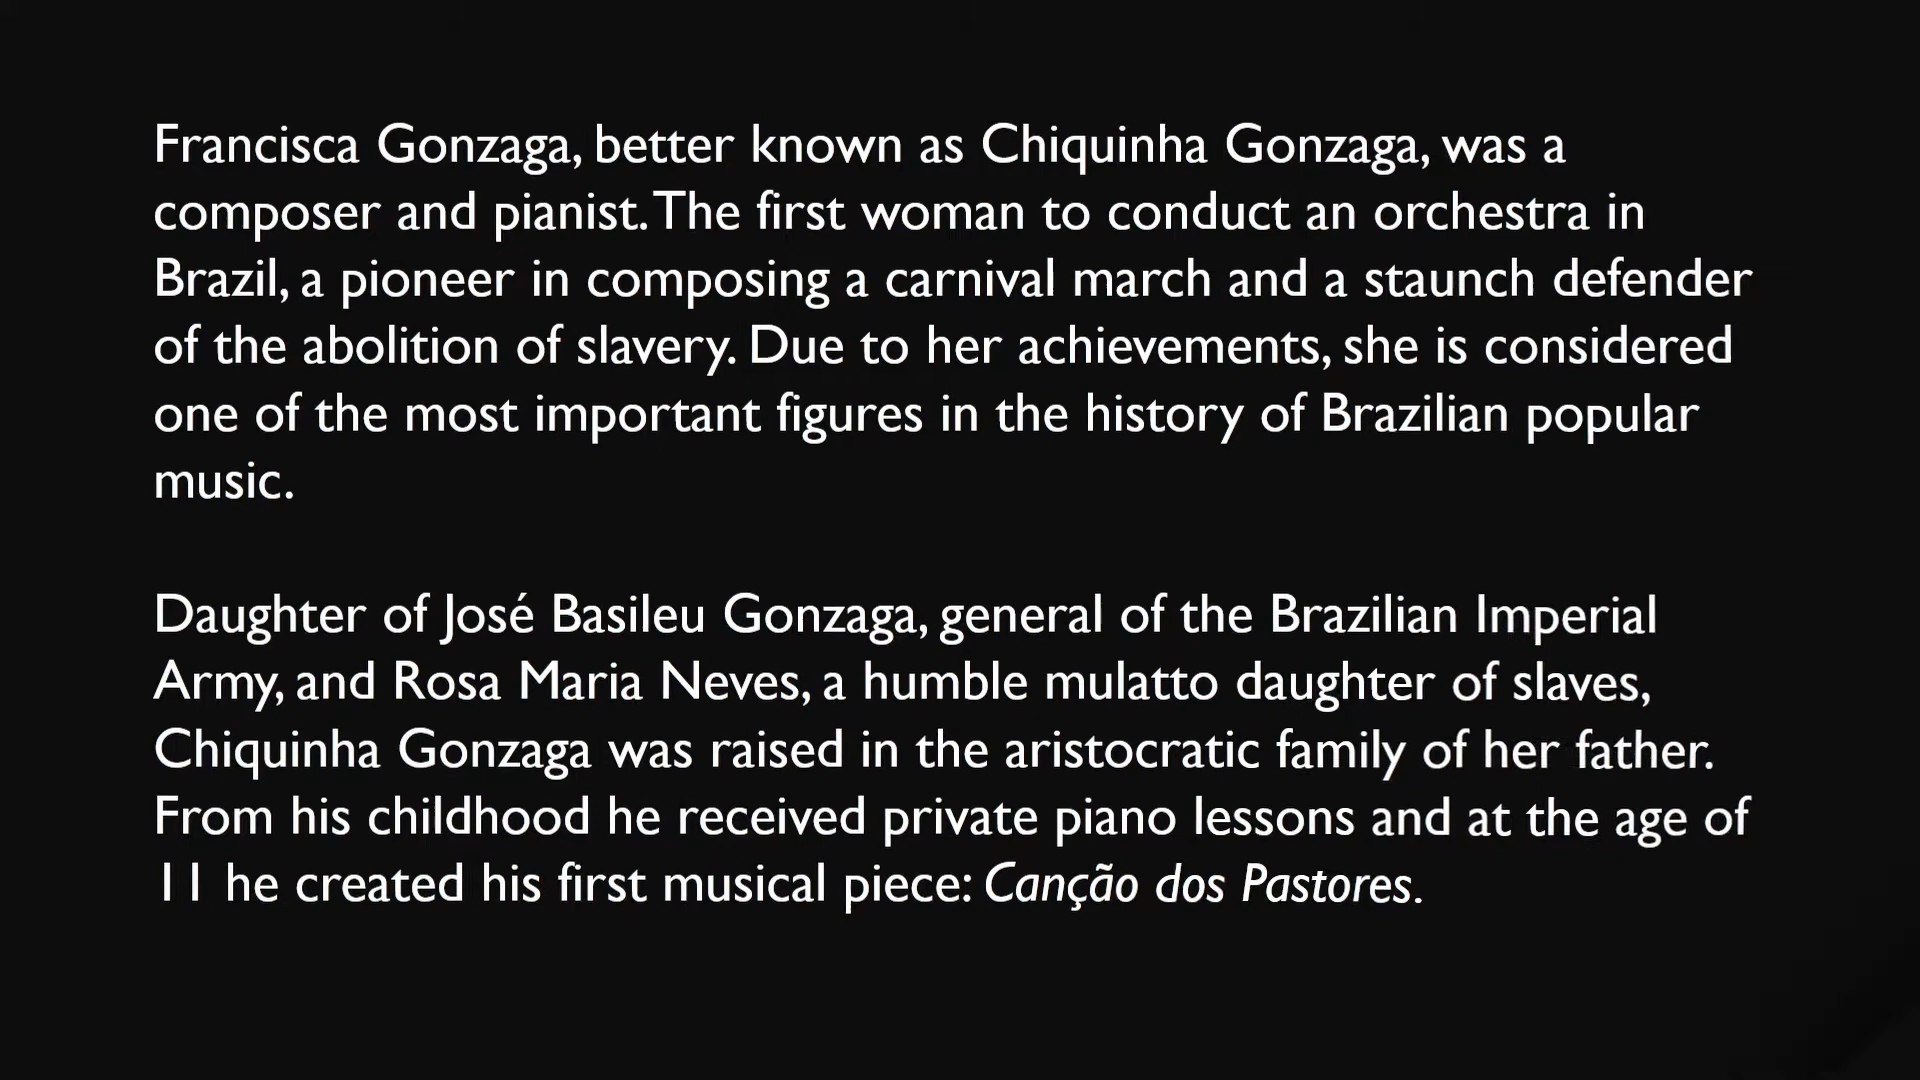 Francisca Gonzaga, better known as Chiquinha Gonzaga, was a
composer and pianist. The first woman to conduct an orchestra in
Brazil, a pioneer in composing a carnival march and a staunch defender
of the abolition of slavery. Due to her achievements, she is considered
one of the most important figures in the history of Brazilian popular
music.
Daughter of José Basileu Gonzaga, general of the Brazilian Imperial
Army, and Rosa Maria Neves, a humble mulatto daughter of slaves,
Chiquinha Gonzaga was raised in the aristocratic family of her father.
From his childhood he received private piano lessons and at the age of
11 he created his first musical piece: Canção dos Pastores.